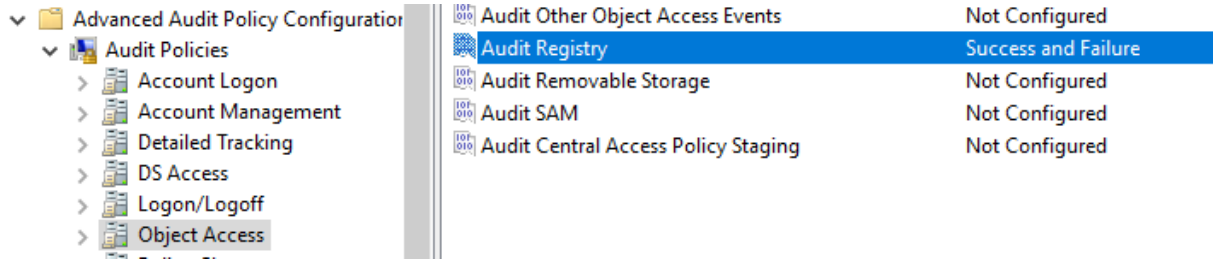 Advanced Audit Policy Configuration
Audit Policies
Account Logon
Account Management
Detailed Tracking
DS Access
Logon/Logoff
Object Access
Audit Other Object Access Events Not Configured
Audit Registry Success and Failure
Audit Removable Storage Not Configured
Audit SAM Not Configured
Audit Central Access Policy Staging Not Configured